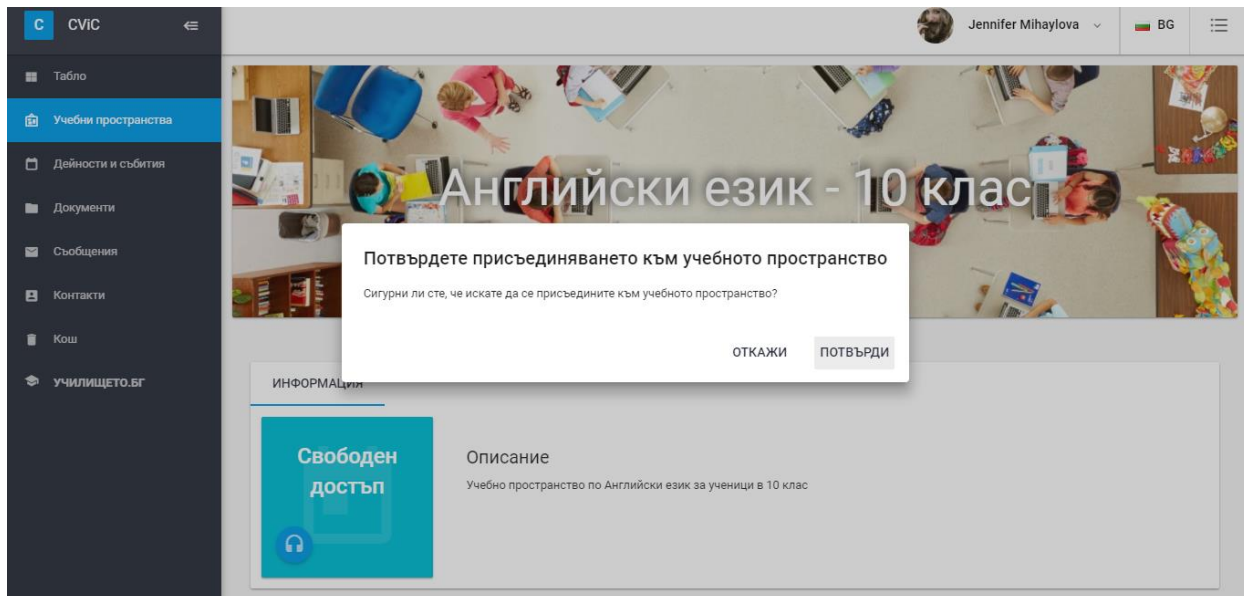 C CViC
Jennifer Mihaylova
BG
Табло
Учебни пространства
Дейности и събития
Документи
Съобщения
Контакти
Кош
УЧИЛИЩЕТО.БГ
Английски език - 10 клас
Потвърдете присъединяването към учебното пространство
Сигурни ли сте, че искате да се присъедините към учебното пространство?
ОТКАЖИ ПОТВЪРДИ
ИНФОРМАЦИЯ
Свободен
достъп
Описание
Учебно пространство по Английски език за ученици в 10 клас